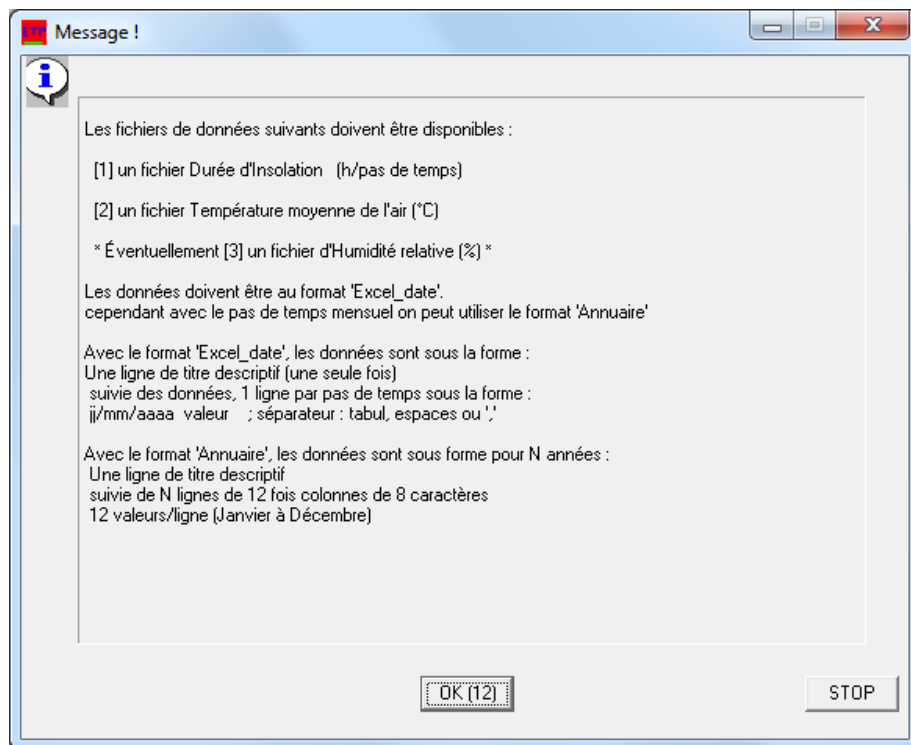 ETP Message !
Les fichiers de données suivants doivent être disponibles :
[1] un fichier Durée d'Insolation (h/pas de temps)
[2] un fichier Température moyenne de l'air (°C)
* Éventuellement [3] un fichier d'Humidité relative (%) *
Les données doivent être au format 'Excel_date'.
cependant avec le pas de temps mensuel on peut utiliser le format 'Annuaire'
Avec le format 'Excel_date', les données sont sous la forme :
Une ligne de titre descriptif (une seule fois)
suivie des données, 1 ligne par pas de temps sous la forme :
jj/mm/aaaa valeur ; séparateur : tabul, espaces ou ','
Avec le format 'Annuaire', les données sont sous forme pour N années :
Une ligne de titre descriptif
suivie de N lignes de 12 fois colonnes de 8 caractères
12 valeurs/ligne (Janvier à Décembre)
OK (12)
STOP